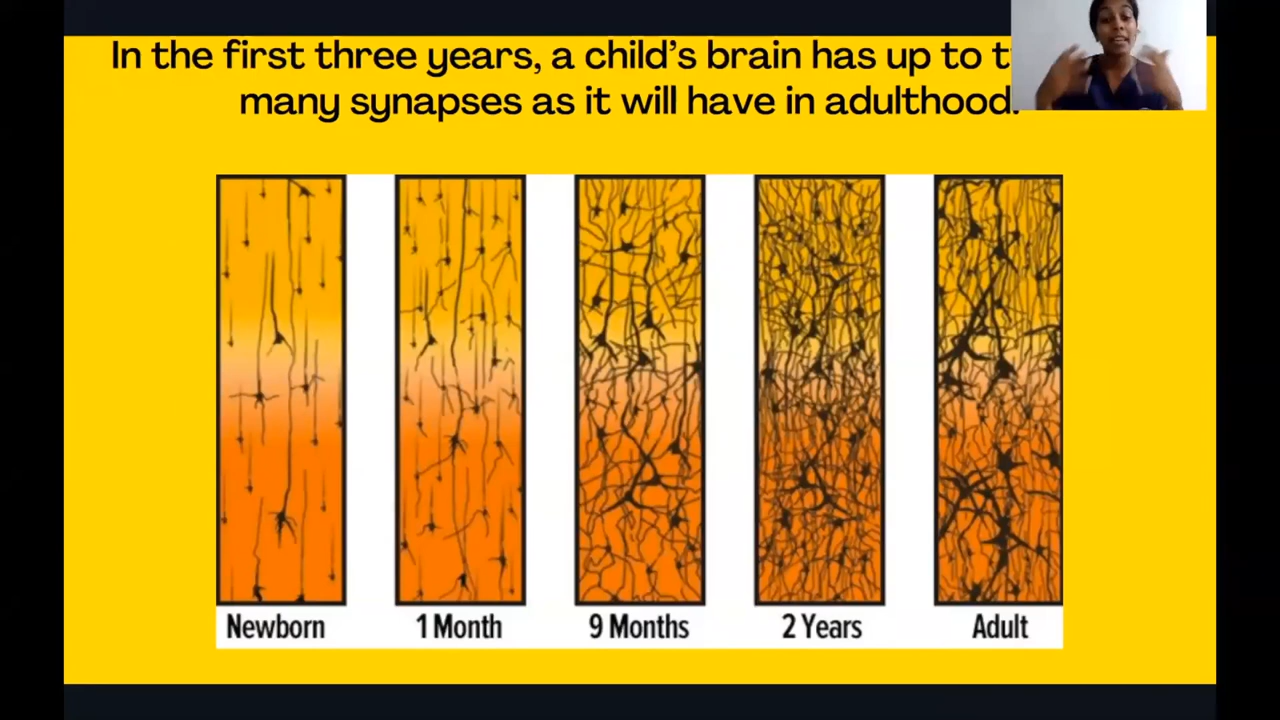 In the first three years, a child's brain has up to
many synapses as it will have in adulthood.
Newborn
1 Month
9 Months
2 Years
Adult